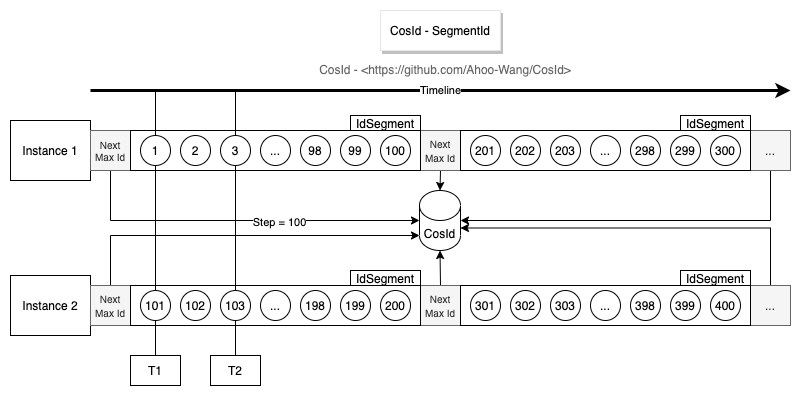 CosId - SegmentId
CosId - <https://github.com/Ahoo-Wang/CosId>
Timeline
IdSegment
IdSegment
Instance 1
Next
Max Id
1
2
3
...
98
99
100
Next
Max Id
201
202
203
...
298
299
300
...
Step = 100
CosId
IdSegment
IdSegment
Instance 2
Next
Max Id
101
102
103
...
198
199
200
Next
Max Id
301
302
303
...
398
399
400
...
T1
T2